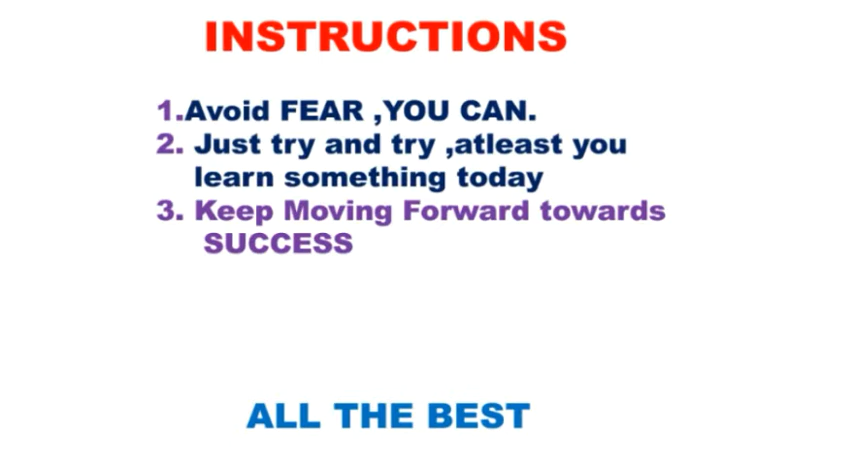 INSTRUCTIONS
1.Avoid FEAR ,YOU CAN.
2. Just try and try ,atleast you
learn something today
3. Keep Moving Forward towards
SUCCESS
ALL THE BEST